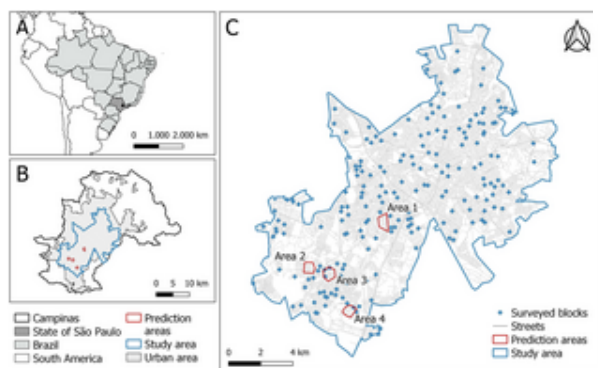 A
0 1.000 2.000 km
B
0 5 10 km
Campinas
State of São Paulo
Brazil
South America
Prediction
areas
Study area
Urban area
C
Area 1
Area 2
Area 3
Area 4
Surveyed blocks
Streets
Prediction areas
Study area
0 2 4 km